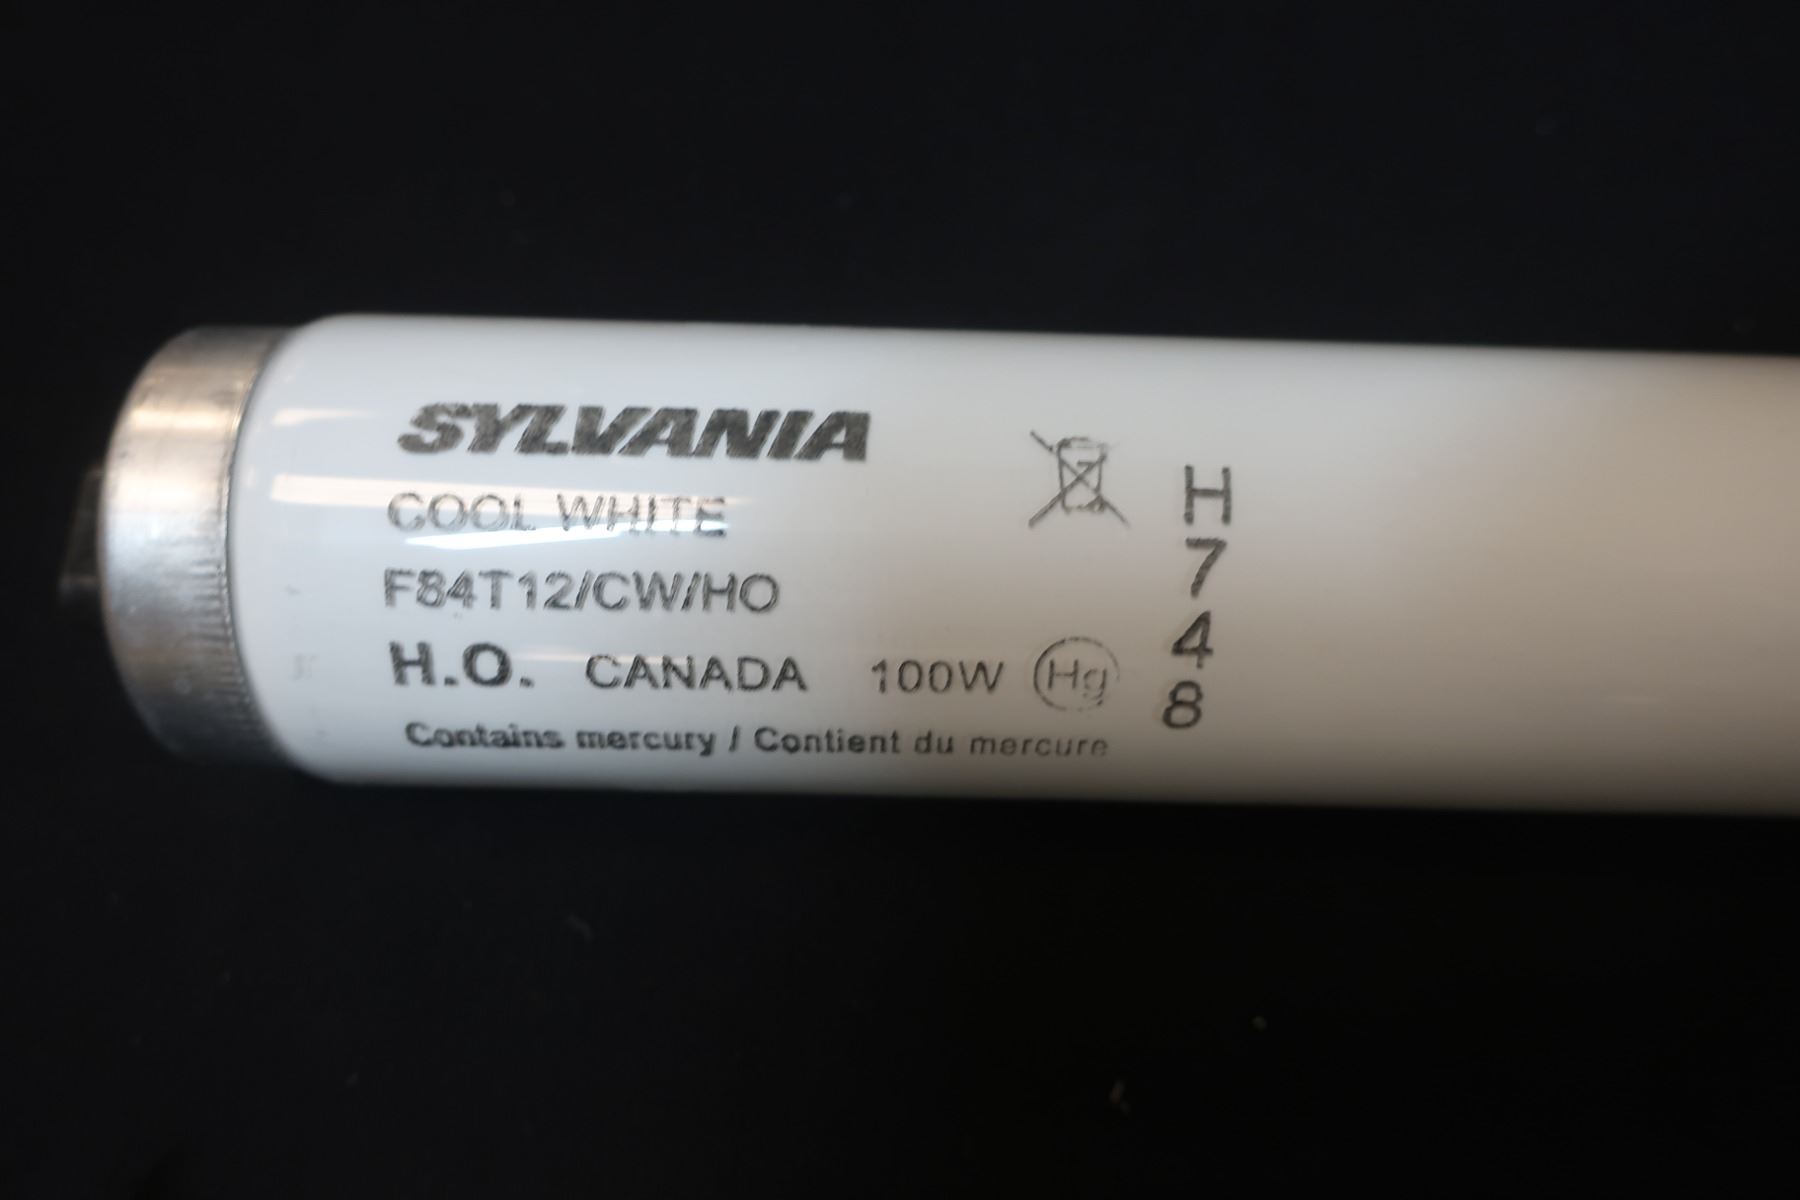 SYLVANIA
COOL WHITE
F84T12/CW/HO
H.O. CANADA 100W Hg
Contains mercury / Contient du mercure
H
7
4
8